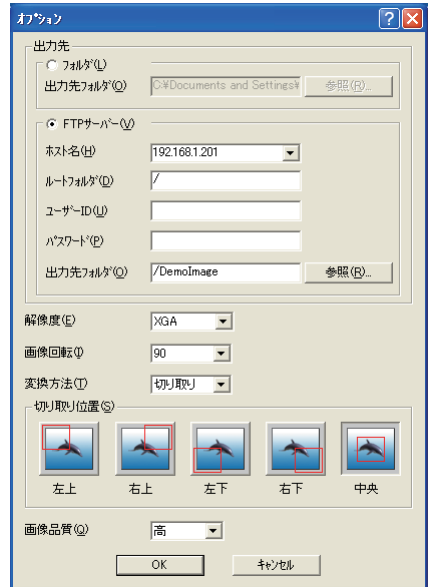 オプション
出力先
フォルダ(L)
出力先フォルダ(O) C:¥Documents and Settings¥ 参照(R)...
FTPサーバー(V)
ホスト名(H) 192.168.1.201
ルートフォルダ(D) /
ユーザーID(U)
パスワード(P)
出力先フォルダ(O) /DemoImage 参照(R)...
解像度(E) XGA
画像回転(I) 90
変換方法(T) 切り取り
切り取り位置(S)
左上 右上 左下 右下 中央
画像品質(Q) 高
OK キャンセル